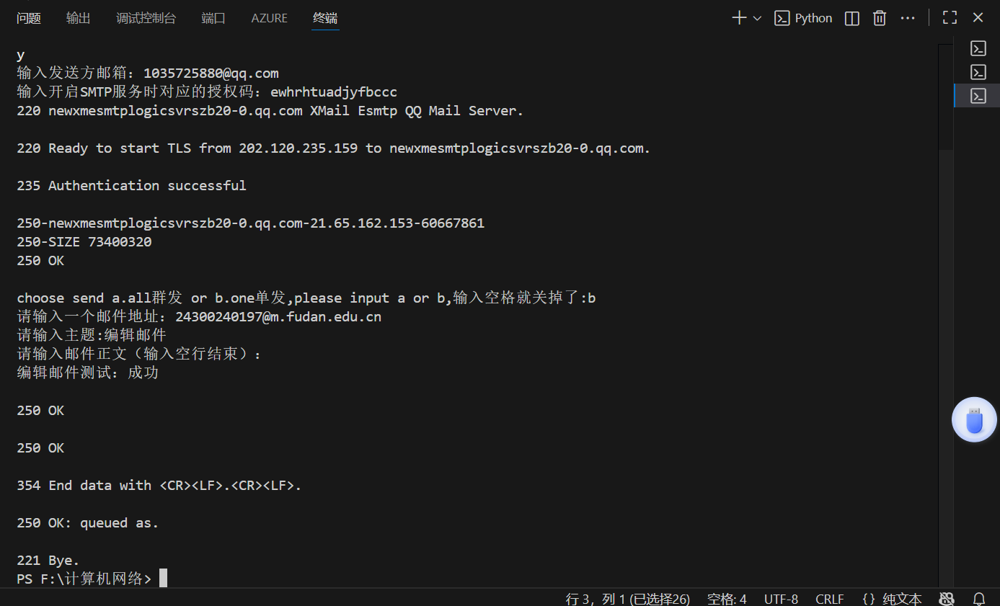 问题 输出 调试控制台 端口 AZURE 终端 Python
y
输入发送方邮箱：1035725880@qq.com
输入开启SMTP服务时对应的授权码：ewhrhtuadjyfbccc
220 newxmesmtplogicsvrszb20-0.qq.com XMail Esmtp QQ Mail Server.
220 Ready to start TLS from 202.120.235.159 to newxmesmtplogicsvrszb20-0.qq.com.
235 Authentication successful
250-newxmesmtplogicsvrszb20-0.qq.com-21.65.162.153-60667861
250-SIZE 73400320
250 OK
choose send a.all群发 or b.one单发,please input a or b,输入空格就关掉了:b
请输入一个邮件地址：24300240197@m.fudan.edu.cn
请输入主题:编辑邮件
请输入邮件正文（输入空行结束）：
编辑邮件测试：成功
250 OK
250 OK
354 End data with <CR><LF>.<CR><LF>.
250 OK: queued as.
221 Bye.
PS F:\计算机网络>
行 3，列 1 (已选择26) 空格: 4 UTF-8 CRLF {} 纯文本